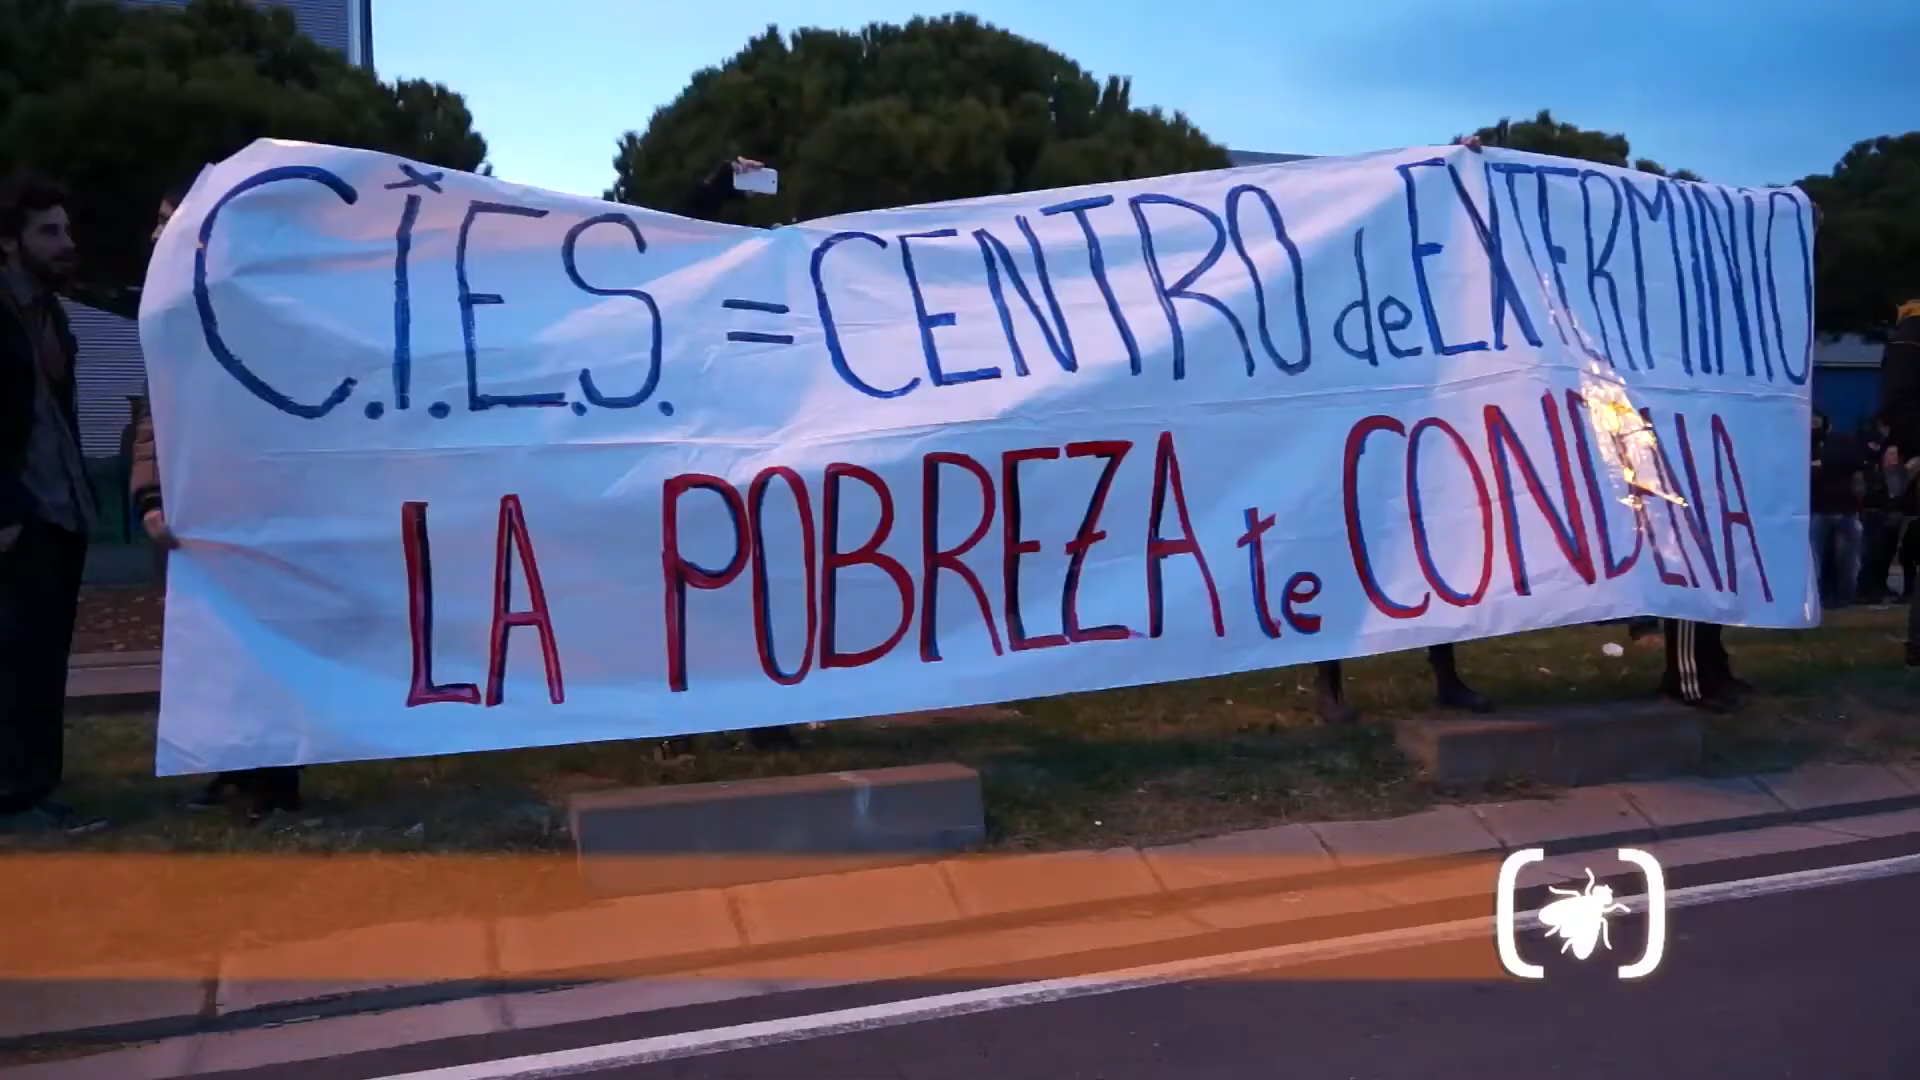 C.I.E.S. = CENTRO de EXTERMINIO
LA POBREZA te CONDENA